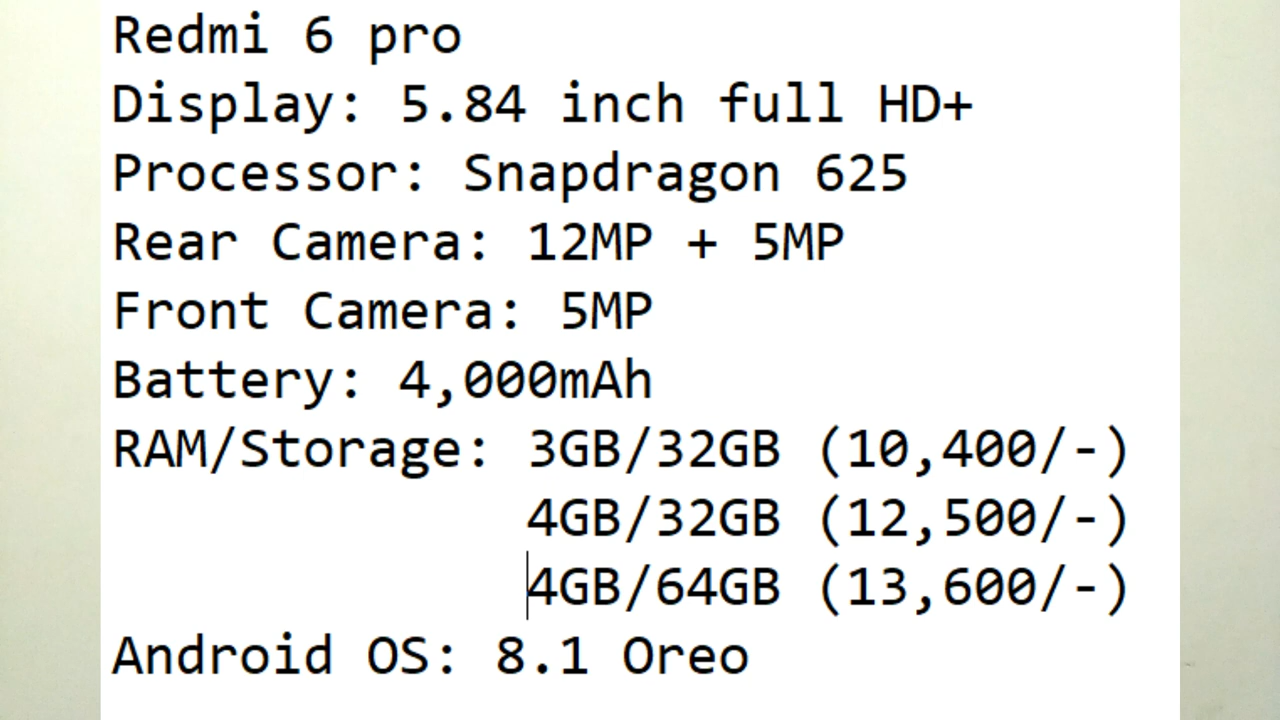 Redmi 6 pro
Display: 5.84 inch full HD+
Processor: Snapdragon 625
Rear Camera: 12MP + 5MP
Front Camera: 5MP
Battery: 4,000mAh
RAM/Storage: 3GB/32GB (10,400/-)
4GB/32GB (12,500/-)
4GB/64GB (13,600/-)
Android OS: 8.1 Oreo